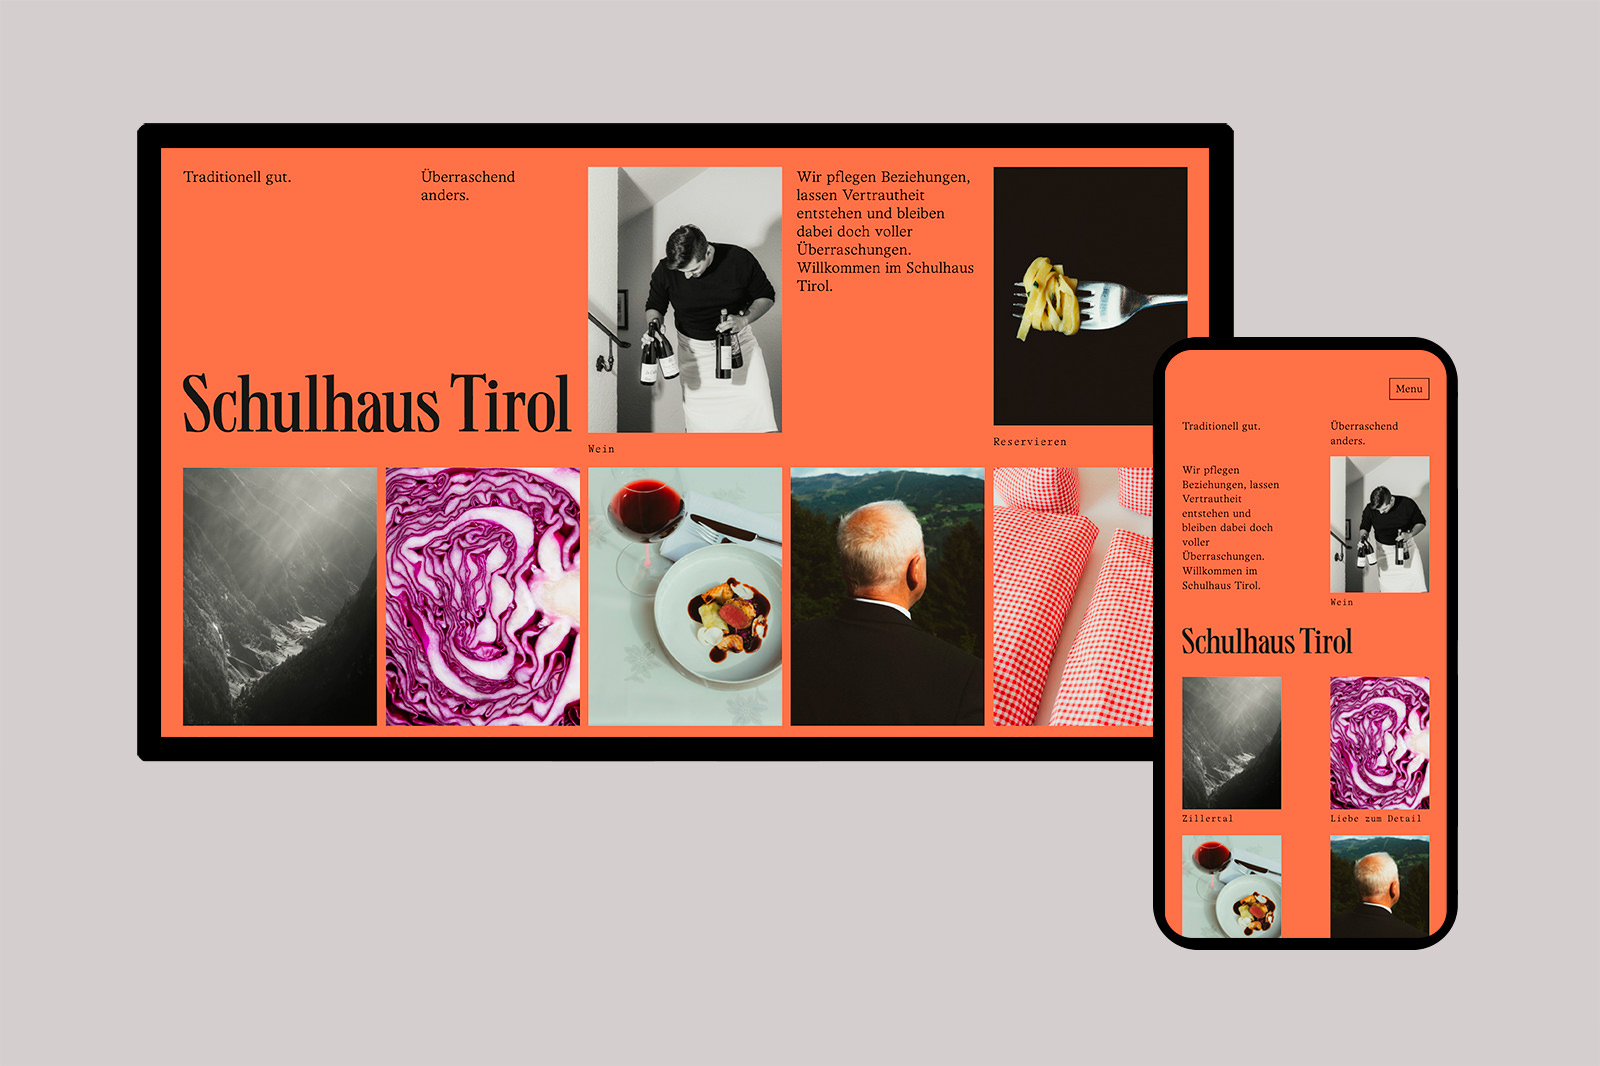 Traditionell gut.
Überraschend
anders.
Wir pflegen Beziehungen,
lassen Vertrautheit
entstehen und bleiben
dabei doch voller
Überraschungen.
Willkommen im Schulhaus
Tirol.
Schulhaus Tirol
Wein
Reservieren
Menu
Traditionell gut.
Überraschend
anders.
Wir pflegen
Beziehungen, lassen
Vertrautheit
entstehen und
bleiben dabei doch
voller
Überraschungen.
Willkommen im
Schulhaus Tirol.
Wein
Schulhaus Tirol
Zillertal
Liebe zum Detail